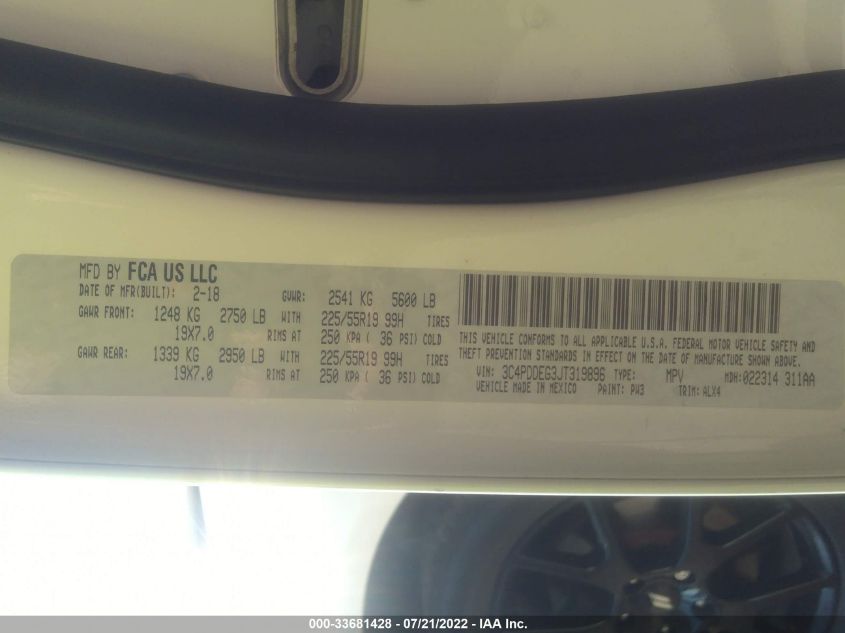 MFD BY FCA US LLC
DATE OF MFR(BUILT): 2-18 GVWR: 2541 KG 5600 LB
GAWR FRONT: 1248 KG 2750 LB WITH 225/55R19 99H TIRES
19X7.0 RIMS AT 250 KPA ( 36 PSI) COLD
GAWR REAR: 1339 KG 2950 LB WITH 225/55R19 99H TIRES
19X7.0 RIMS AT 250 KPA ( 36 PSI) COLD
THIS VEHICLE CONFORMS TO ALL APPLICABLE U.S.A. FEDERAL MOTOR VEHICLE SAFETY AND
THEFT PREVENTION STANDARDS IN EFFECT ON THE DATE OF MANUFACTURE SHOWN ABOVE.
VIN: 3C4PDDEG3JT319896 TYPE: MPV MDH:022314 311AA
VEHICLE MADE IN MEXICO PAINT: PW3 TRIM: ALX4
000-33681428 - 07/21/2022 - IAA Inc.